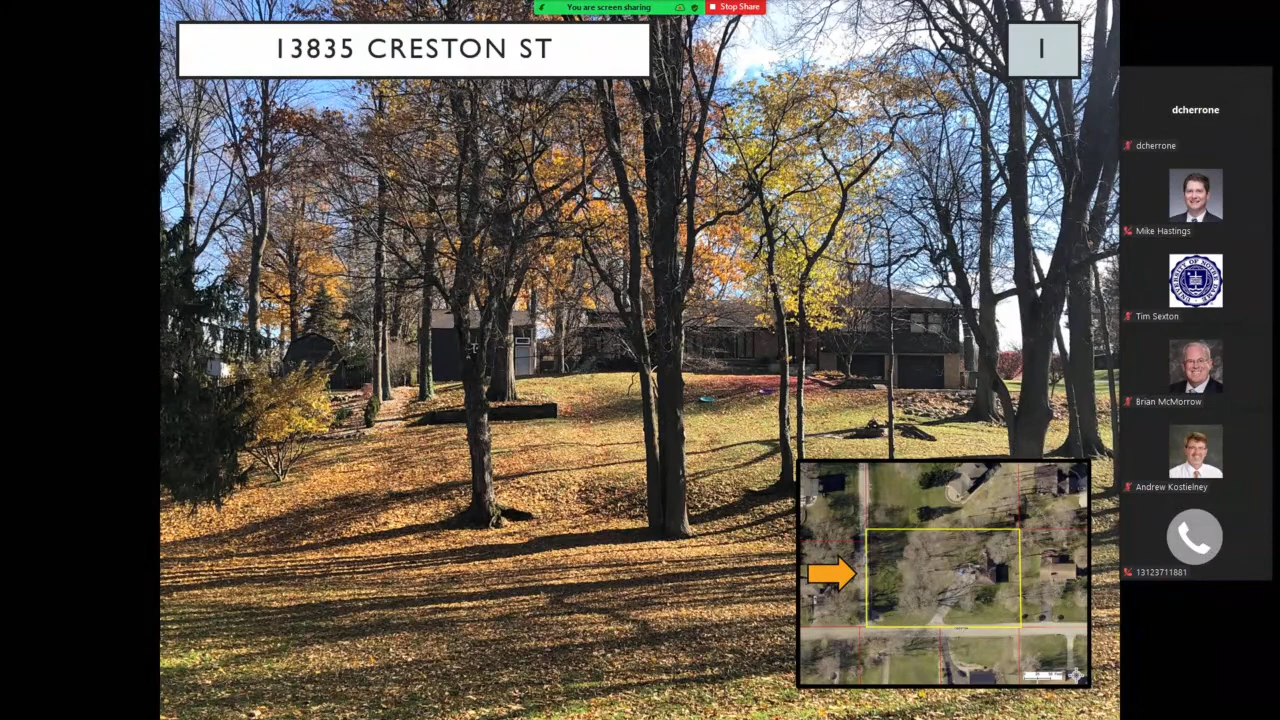 You are screen sharing
Stop Share
13835 CRESTON ST
1
dcherrone
dcherrone
Mike Hastings
Tim Sexton
Brian McMorrow
Andrew Kostielney
13123711881